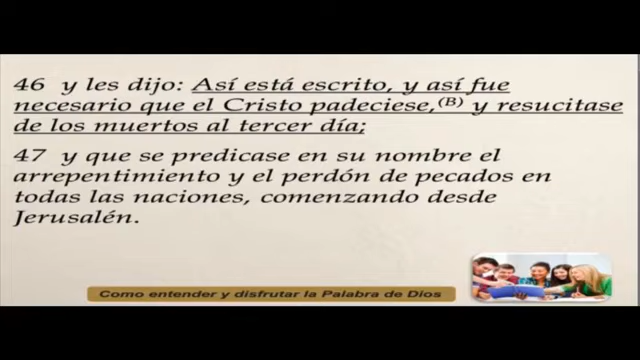 46 y les dijo: Así está escrito, y así fue
necesario que el Cristo padeciese,(B) y resucitase
de los muertos al tercer día;
47 y que se predicase en su nombre el
arrepentimiento y el perdón de pecados en
todas las naciones, comenzando desde
Jerusalén.
Como entender y disfrutar la Palabra de Dios